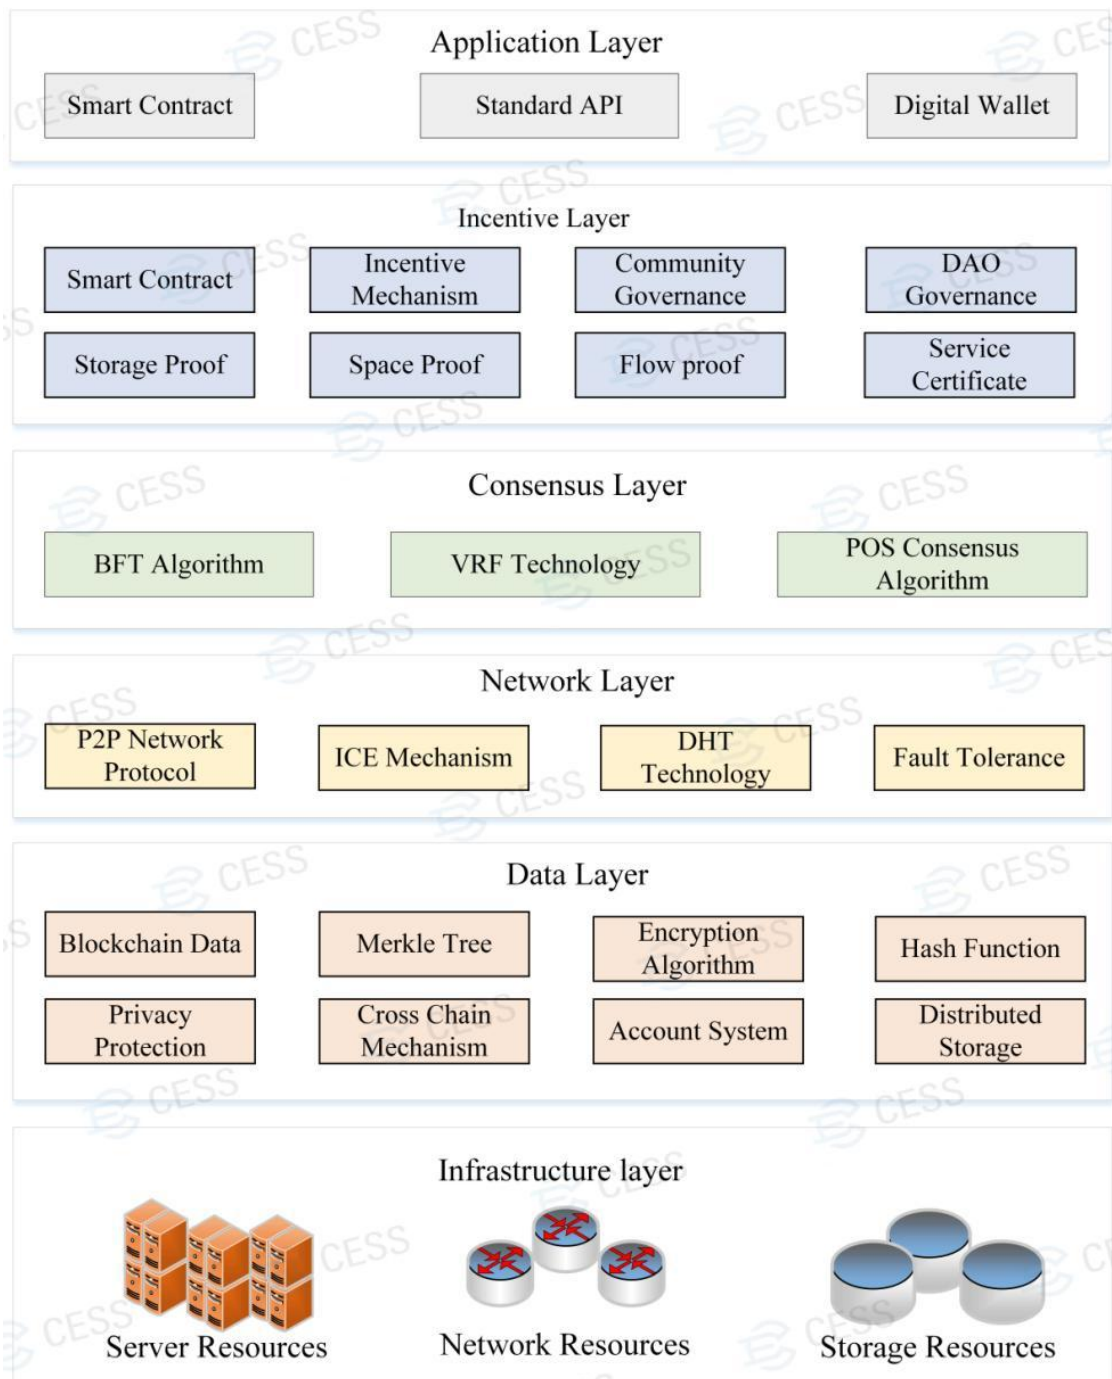 Application Layer
Smart Contract
Standard API
Digital Wallet
Incentive Layer
Smart Contract
Incentive
Mechanism
Community
Governance
DAO
Governance
Storage Proof
Space Proof
Flow proof
Service
Certificate
Consensus Layer
BFT Algorithm
VRF Technology
POS Consensus
Algorithm
Network Layer
P2P Network
Protocol
ICE Mechanism
DHT
Technology
Fault Tolerance
Data Layer
Blockchain Data
Merkle Tree
Encryption
Algorithm
Hash Function
Privacy
Protection
Cross Chain
Mechanism
Account System
Distributed
Storage
Infrastructure layer
Server Resources
Network Resources
Storage Resources
CESS